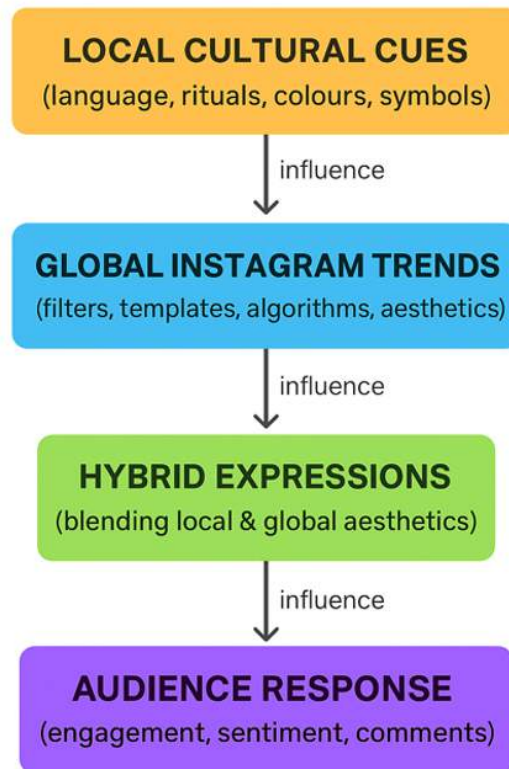 LOCAL CULTURAL CUES
(language, rituals, colours, symbols)
influence
GLOBAL INSTAGRAM TRENDS
(filters, templates, algorithms, aesthetics)
influence
HYBRID EXPRESSIONS
(blending local & global aesthetics)
influence
AUDIENCE RESPONSE
(engagement, sentiment, comments)